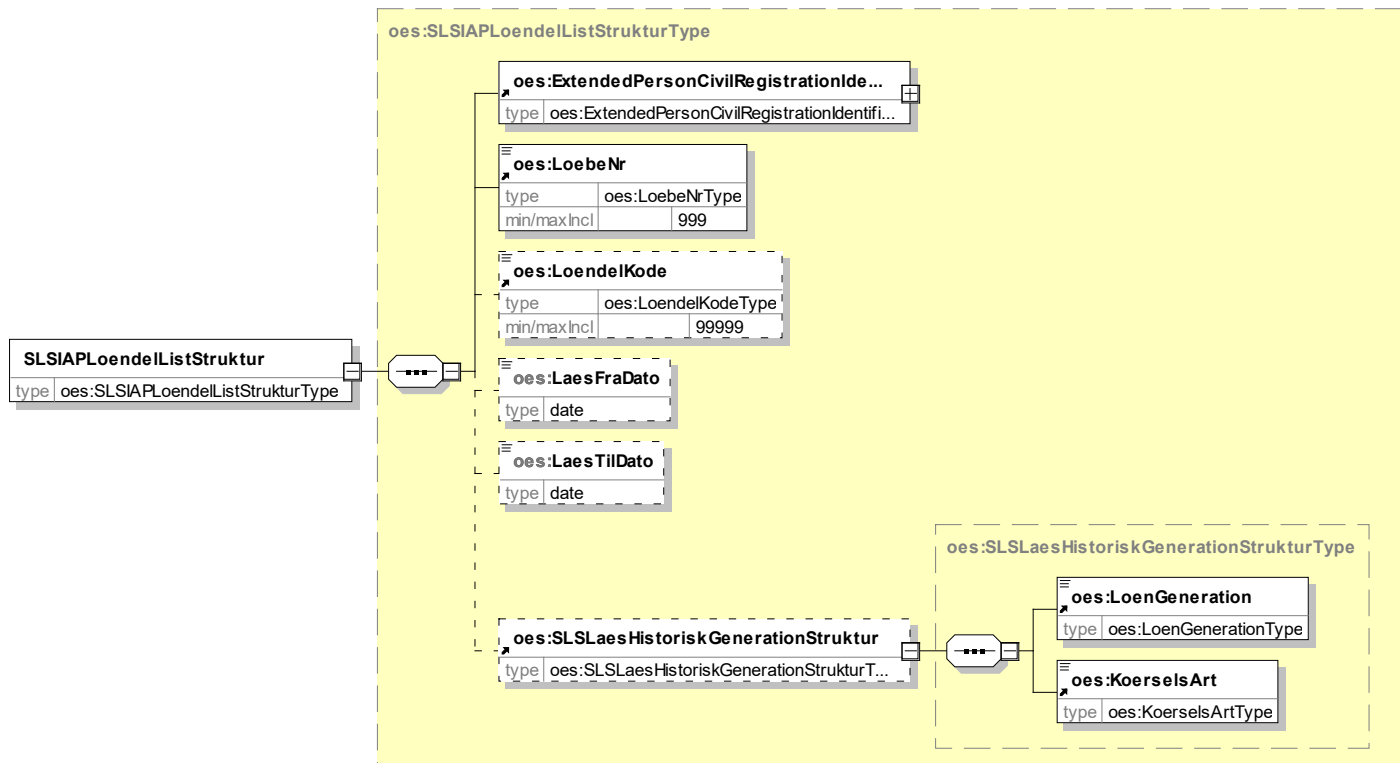 oes:SLSIAPLoendelListStrukturType
oes:ExtendedPersonCivilRegistrationIde...
type oes:ExtendedPersonCivilRegistrationIdentifi...
oes:LoebeNr
type oes:LoebeNrType
min/maxIncl 999
oes:LoendelKode
type oes:LoendelKodeType
min/maxIncl 99999
SLSIAPLoendelListStruktur
type oes:SLSIAPLoendelListStrukturType
oes:LaesFraDato
type date
oes:LaesTilDato
type date
oes:SLSLaesHistoriskGenerationStruktur
type oes:SLSLaesHistoriskGenerationStrukturT...
oes:SLSLaesHistoriskGenerationStrukturType
oes:LoenGeneration
type oes:LoenGenerationType
oes:KoerselsArt
type oes:KoerselsArtType